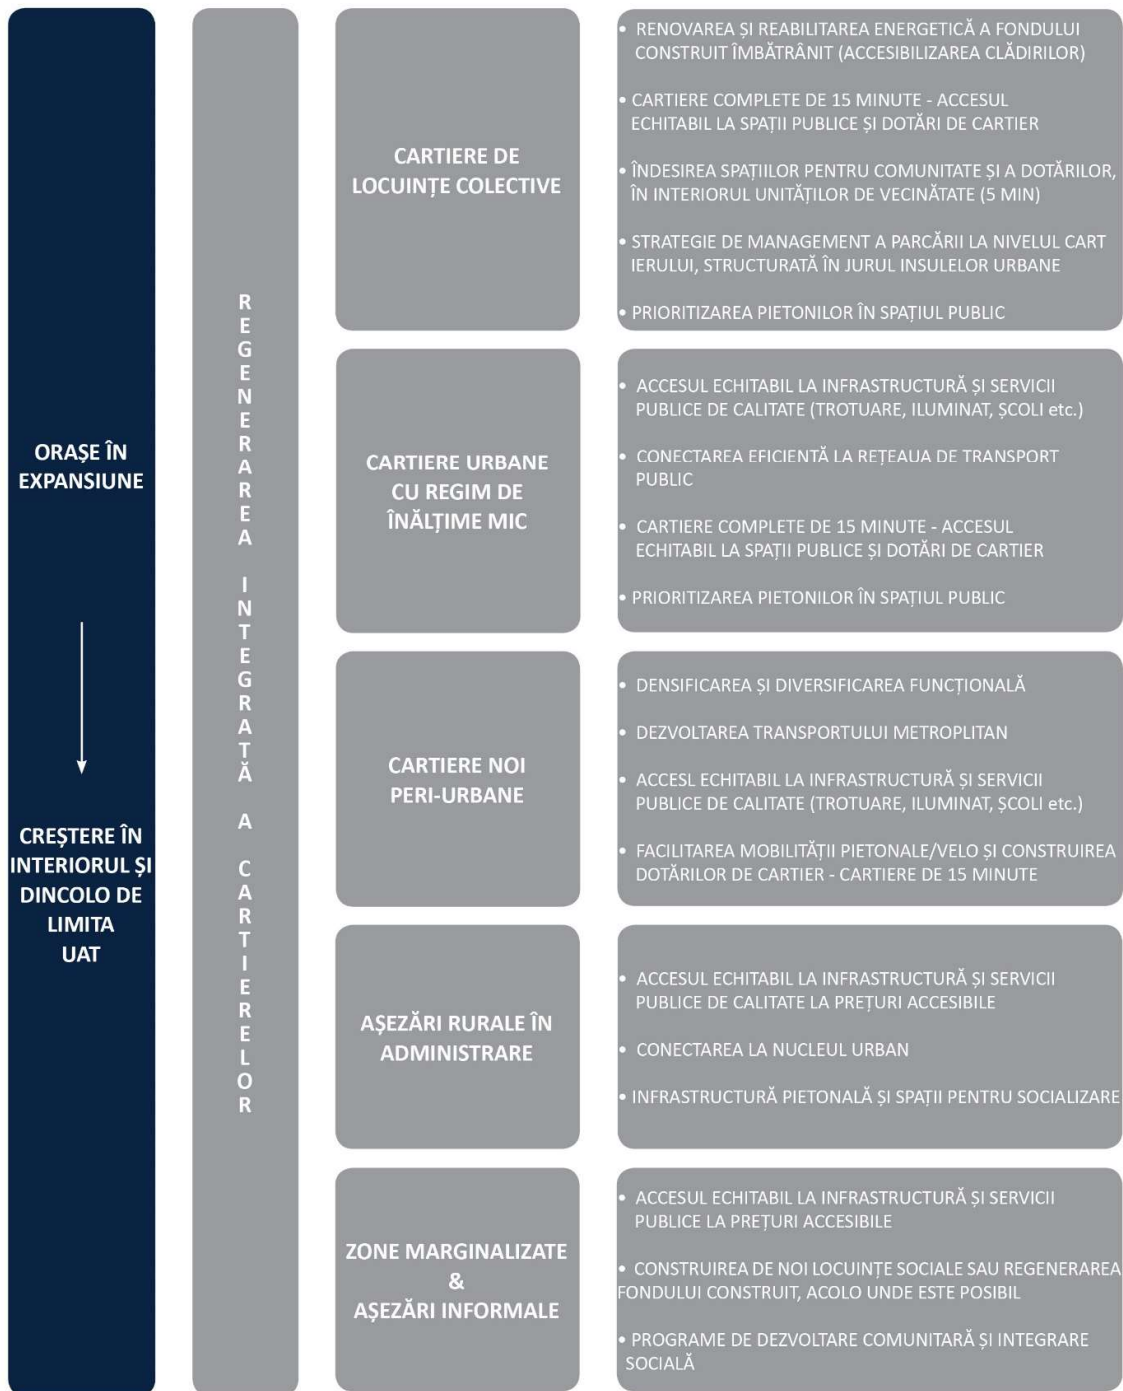 ORAȘE ÎN
EXPANSIUNE
CREȘTERE ÎN
INTERIORUL ȘI
DINCOLO DE
LIMITA
UAT
REGENERAREA INTEGRATĂ A CARTIERELOR
CARTIERE DE
LOCUINȚE COLECTIVE
• RENOVAREA ȘI REABILITAREA ENERGETICĂ A FONDULUI
CONSTRUIT ÎMBĂTRÂNIT (ACCESIBILIZAREA CLĂDIRILOR)
• CARTIERE COMPLETE DE 15 MINUTE - ACCESUL
ECHITABIL LA SPAȚII PUBLICE ȘI DOTĂRI DE CARTIER
• ÎNDESIREA SPAȚIILOR PENTRU COMUNITATE ȘI A DOTĂRILOR,
ÎN INTERIORUL UNITĂȚILOR DE VECINĂTATE (5 MIN)
• STRATEGIE DE MANAGEMENT A PARCĂRII LA NIVELUL CART
IERULUI, STRUCTURATĂ ÎN JURUL INSULELOR URBANE
• PRIORITIZAREA PIETONILOR ÎN SPAȚIUL PUBLIC
CARTIERE URBANE
CU REGIM DE
ÎNĂLȚIME MIC
• ACCESUL ECHITABIL LA INFRASTRUCTURĂ ȘI SERVICII
PUBLICE DE CALITATE (TROTUARE, ILUMINAT, ȘCOLI etc.)
• CONECTAREA EFICIENTĂ LA REȚEAUA DE TRANSPORT
PUBLIC
• CARTIERE COMPLETE DE 15 MINUTE - ACCESUL
ECHITABIL LA SPAȚII PUBLICE ȘI DOTĂRI DE CARTIER
• PRIORITIZAREA PIETONILOR ÎN SPAȚIUL PUBLIC
CARTIERE NOI
PERI-URBANE
• DENSIFICAREA ȘI DIVERSIFICAREA FUNCȚIONALĂ
• DEZVOLTAREA TRANSPORTULUI METROPLITAN
• ACCESL ECHITABIL LA INFRASTRUCTURĂ ȘI SERVICII
PUBLICE DE CALITATE (TROTUARE, ILUMINAT, ȘCOLI etc.)
• FACILITAREA MOBILITĂȚII PIETONALE/VELO ȘI CONSTRUIREA
DOTĂRILOR DE CARTIER - CARTIERE DE 15 MINUTE
AȘEZĂRI RURALE ÎN
ADMINISTRARE
• ACCESUL ECHITABIL LA INFRASTRUCTURĂ ȘI SERVICII
PUBLICE DE CALITATE LA PREȚURI ACCESIBILE
• CONECTAREA LA NUCLEUL URBAN
• INFRASTRUCTURĂ PIETONALĂ ȘI SPAȚII PENTRU SOCIALIZARE
ZONE MARGINALIZATE
&
AȘEZĂRI INFORMALE
• ACCESUL ECHITABIL LA INFRASTRUCTURĂ ȘI SERVICII
PUBLICE LA PREȚURI ACCESIBILE
• CONSTRUIREA DE NOI LOCUINȚE SOCIALE SAU REGENERAREA
FONDULUI CONSTRUIT, ACOLO UNDE ESTE POSIBIL
• PROGRAME DE DEZVOLTARE COMUNITARĂ ȘI INTEGRARE
SOCIALĂ